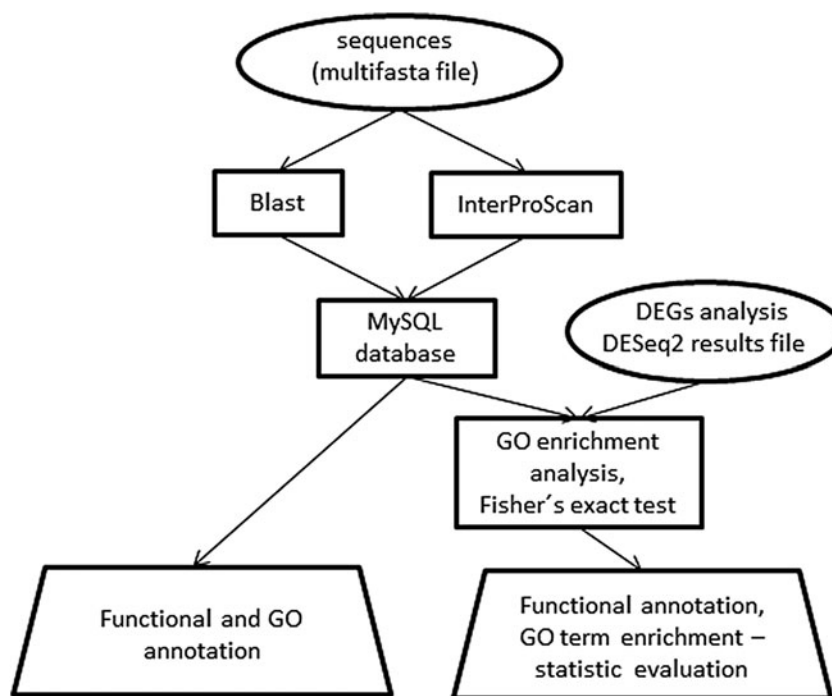 sequences
(multifasta file)
Blast
InterProScan
MySQL
database
DEGs analysis
DESeq2 results file
GO enrichment
analysis,
Fisher´s exact test
Functional and GO
annotation
Functional annotation,
GO term enrichment –
statistic evaluation